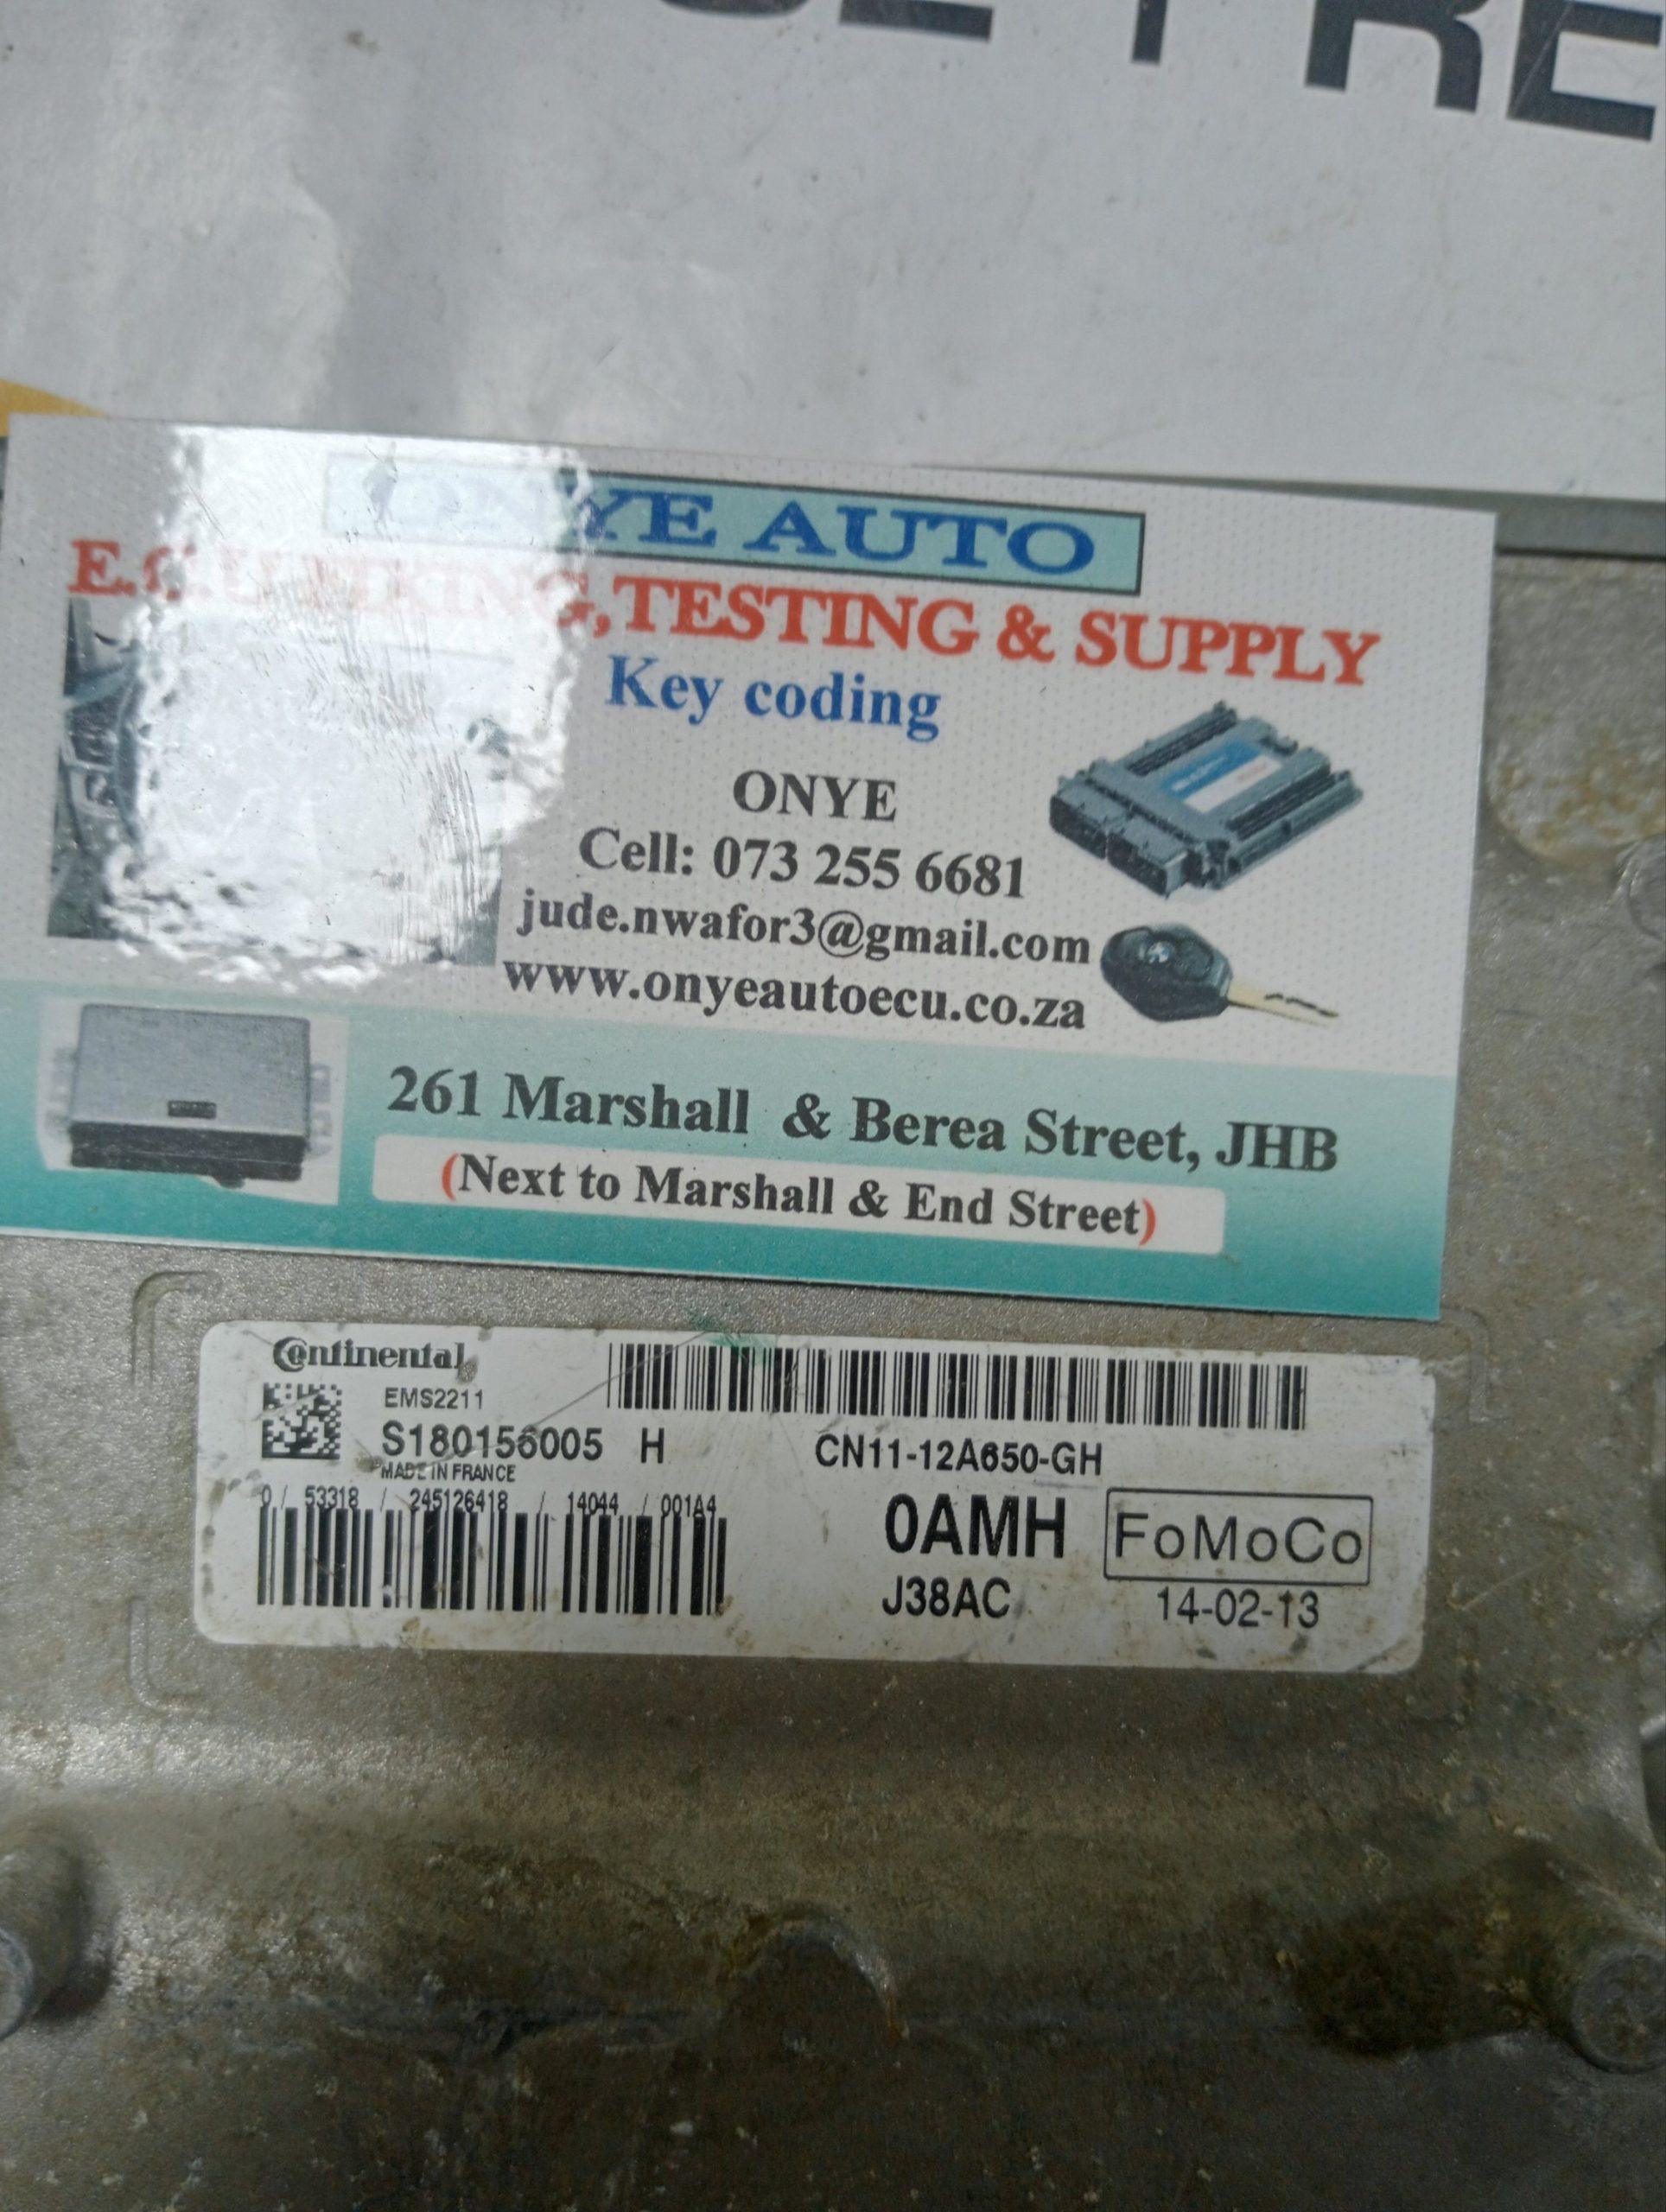 YE AUTO
TESTING & SUPPLY
Key coding
ONYE
Cell: 073 255 6681
jude.nwafor3@gmail.com
www.onyeautoecu.co.za
261 Marshall & Berea Street, JHB
(Next to Marshall & End Street)
Continental
EMS2211
S180156005 H CN11-12A650-GH
MADE IN FRANCE
0/ 53318 / 245126418 / 14044 / 001A4
0AMH FoMoCo
J38AC 14-02-13